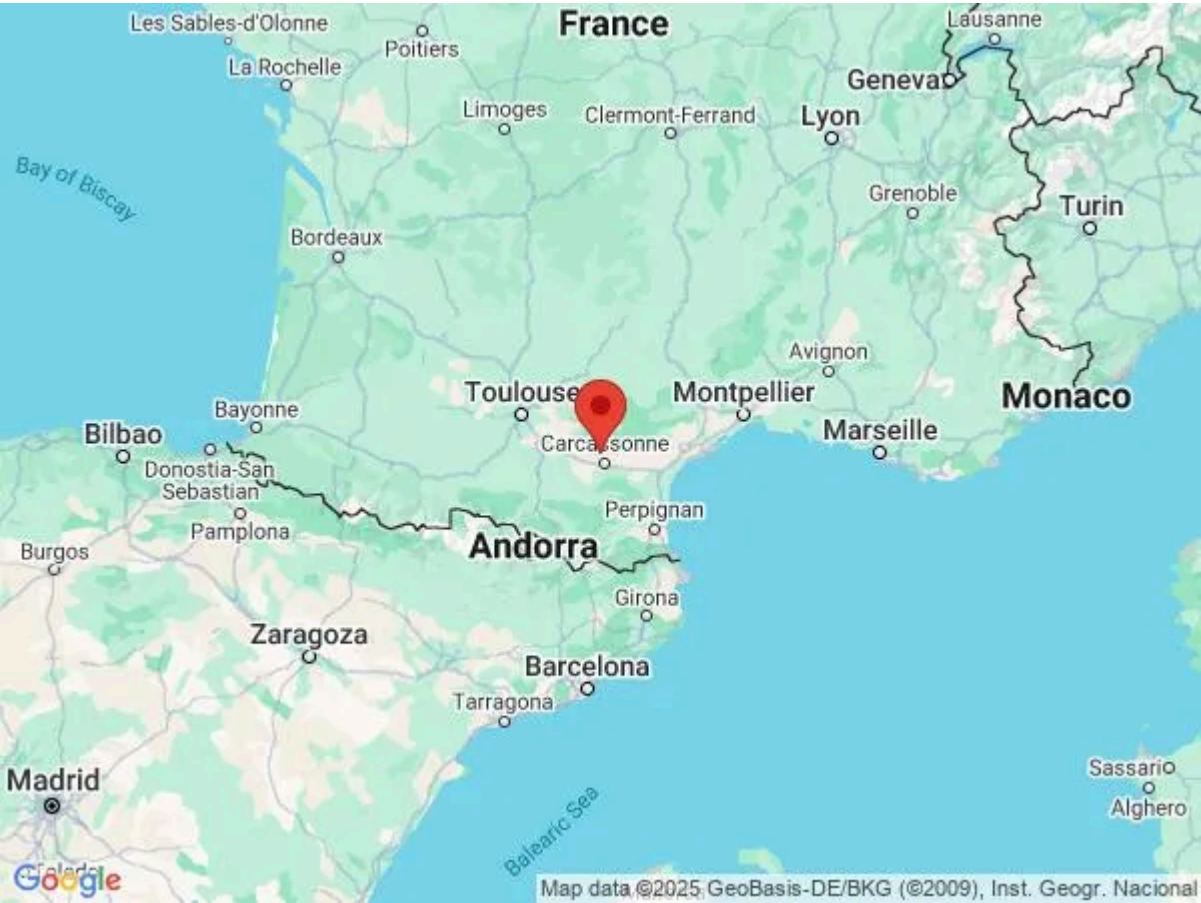 Les Sables-d'Olonne
Poitiers
France
Lausanne
La Rochelle
Geneva
Limoges
Clermont-Ferrand
Lyon
Bay of Biscay
Grenoble
Turin
Bordeaux
Avignon
Toulouse
Montpellier
Monaco
Bayonne
Bilbao
Carcassonne
Marseille
Donostia-San
Sebastian
Pamplona
Perpignan
Andorra
Burgos
Girona
Zaragoza
Barcelona
Tarragona
Madrid
Sassari
Alghero
Balearic Sea
Toledo
Google
Map data ©2025 GeoBasis-DE/BKG (©2009), Inst. Geogr. Nacional